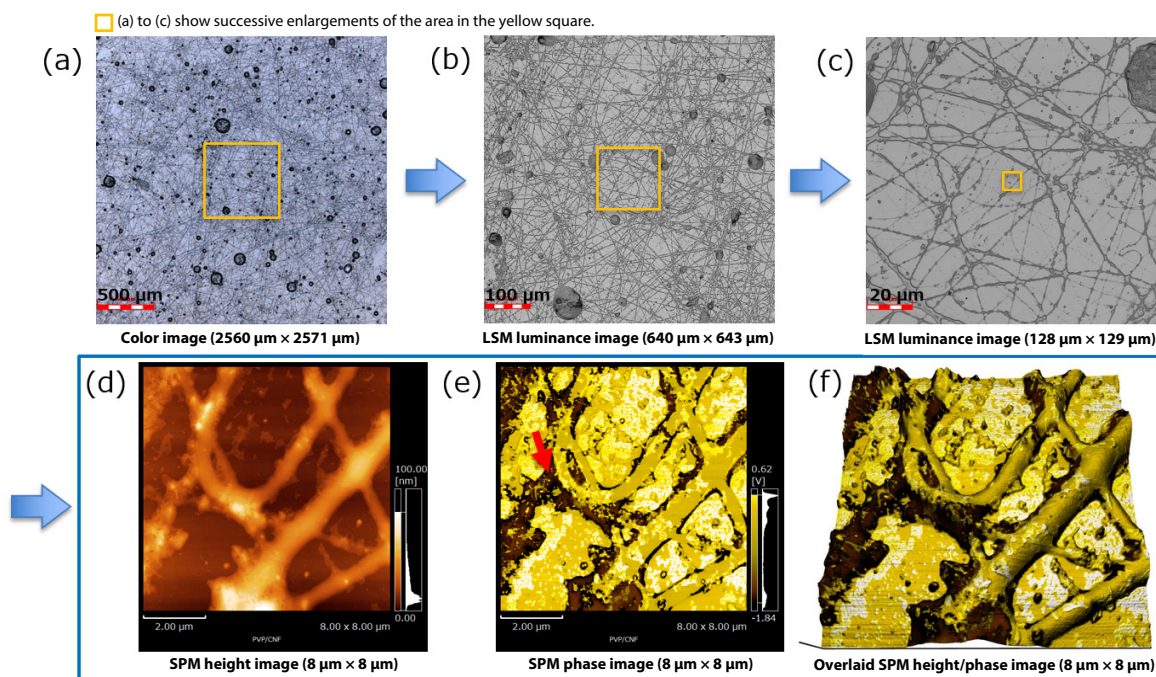 (a) to (c) show successive enlargements of the area in the yellow square.
(a)
(b)
(c)
500 µm
100 µm
20 µm
Color image (2560 µm × 2571 µm)
LSM luminance image (640 µm × 643 µm)
LSM luminance image (128 µm × 129 µm)
(d)
(e)
(f)
100.00
[nm]
0.00
2.00 µm
8.00 x 8.00 µm
PVP/CNF
0.62
[V]
-1.84
2.00 µm
8.00 x 8.00 µm
PVP/CNF
SPM height image (8 µm × 8 µm)
SPM phase image (8 µm × 8 µm)
Overlaid SPM height/phase image (8 µm × 8 µm)